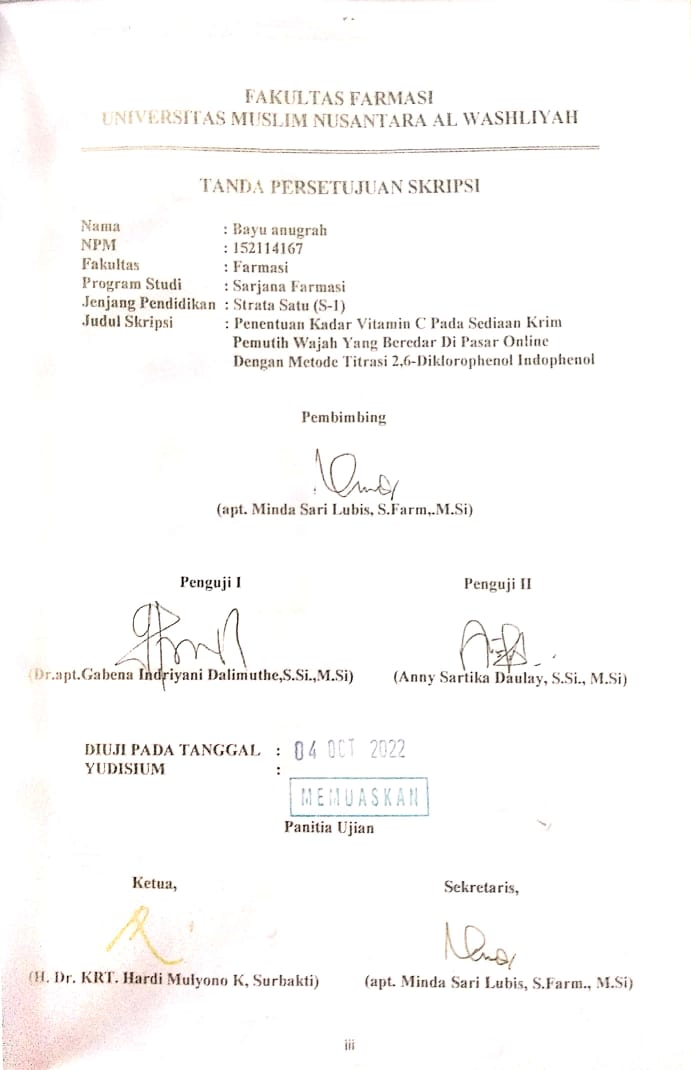 FAKULTAS FARMASI
UNIVERSITAS MUSLIM NUSANTARA AL WASHLIYAH
TANDA PERSETUJUAN SKRIPSI
Nama : Bayu anugrah
NPM : 152114167
Fakultas : Farmasi
Program Studi : Sarjana Farmasi
Jenjang Pendidikan : Strata Satu (S-1)
Judul Skripsi : Penentuan Kadar Vitamin C Pada Sediaan Krim
Pemutih Wajah Yang Beredar Di Pasar Online
Dengan Metode Titrasi 2,6-Diklorophenol Indophenol
Pembimbing
(apt. Minda Sari Lubis, S.Farm,.M.Si)
Penguji I Penguji II
(Dr.apt.Gabena Indriyani Dalimuthe,S.Si.,M.Si) (Anny Sartika Daulay, S.Si., M.Si)
DIUJI PADA TANGGAL : 04 OCT 2022
YUDISIUM :
MEMUASKAN
Panitia Ujian
Ketua, Sekretaris,
(H. Dr. KRT. Hardi Mulyono K, Surbakti) (apt. Minda Sari Lubis, S.Farm., M.Si)
iii